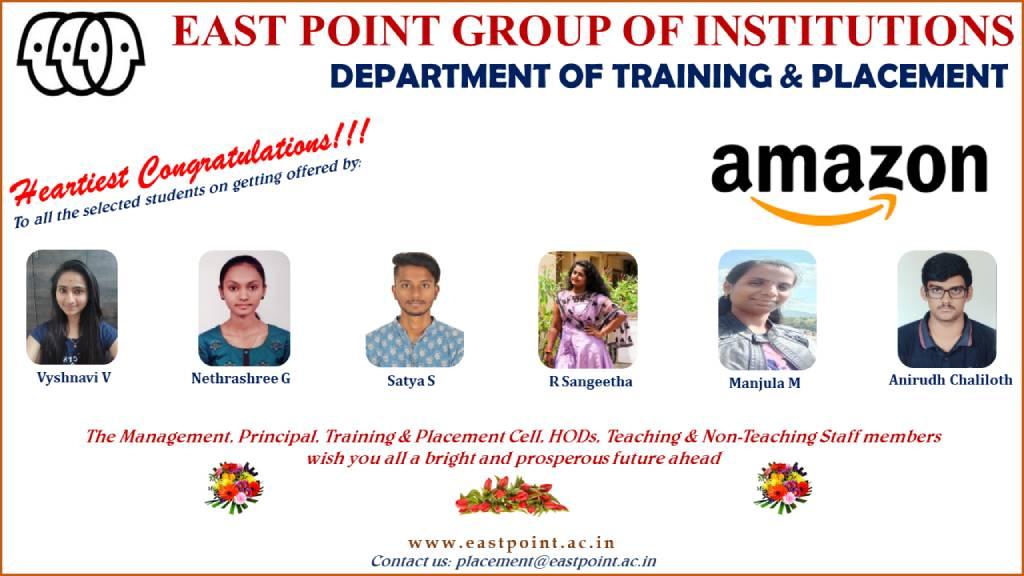 EAST POINT GROUP OF INSTITUTIONS
DEPARTMENT OF TRAINING & PLACEMENT
Heartiest Congratulations!!!
To all the selected students on getting offered by:
amazon
Vyshnavi V
Nethrashree G
Satya S
R Sangeetha
Manjula M
Anirudh Chaliloth
The Management, Principal, Training & Placement Cell, HODs, Teaching & Non-Teaching Staff members
wish you all a bright and prosperous future ahead
www.eastpoint.ac.in
Contact us: placement@eastpoint.ac.in